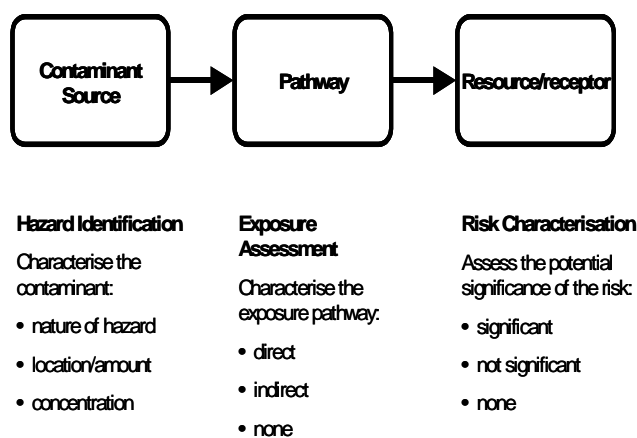 Contaminant
Source
Pathway
Resource/receptor
Hazard Identification
Characterise the
contaminant:
• nature of hazard
• location/amount
• concentration
Exposure
Assessment
Characterise the
exposure pathway:
• direct
• indirect
• none
Risk Characterisation
Assess the potential
significance of the risk:
• significant
• not significant
• none